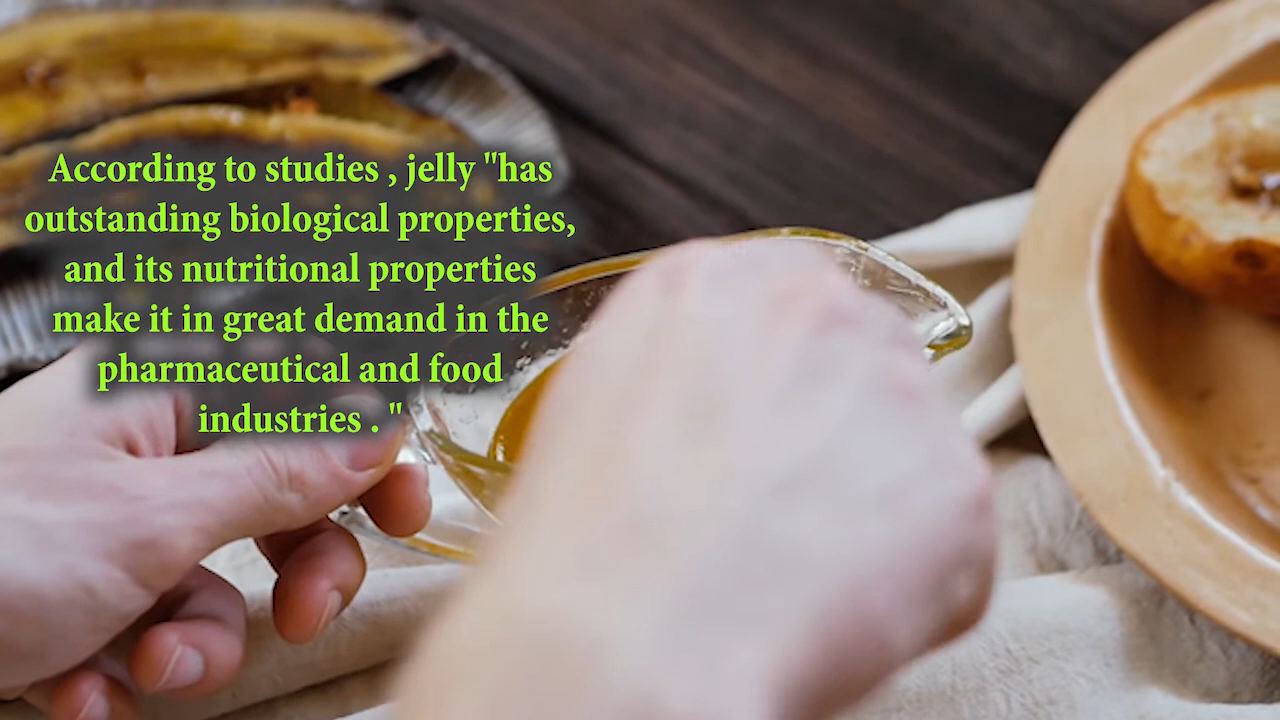 According to studies , jelly "has
outstanding biological properties,
and its nutritional properties
make it in great demand in the
pharmaceutical and food
industries . "